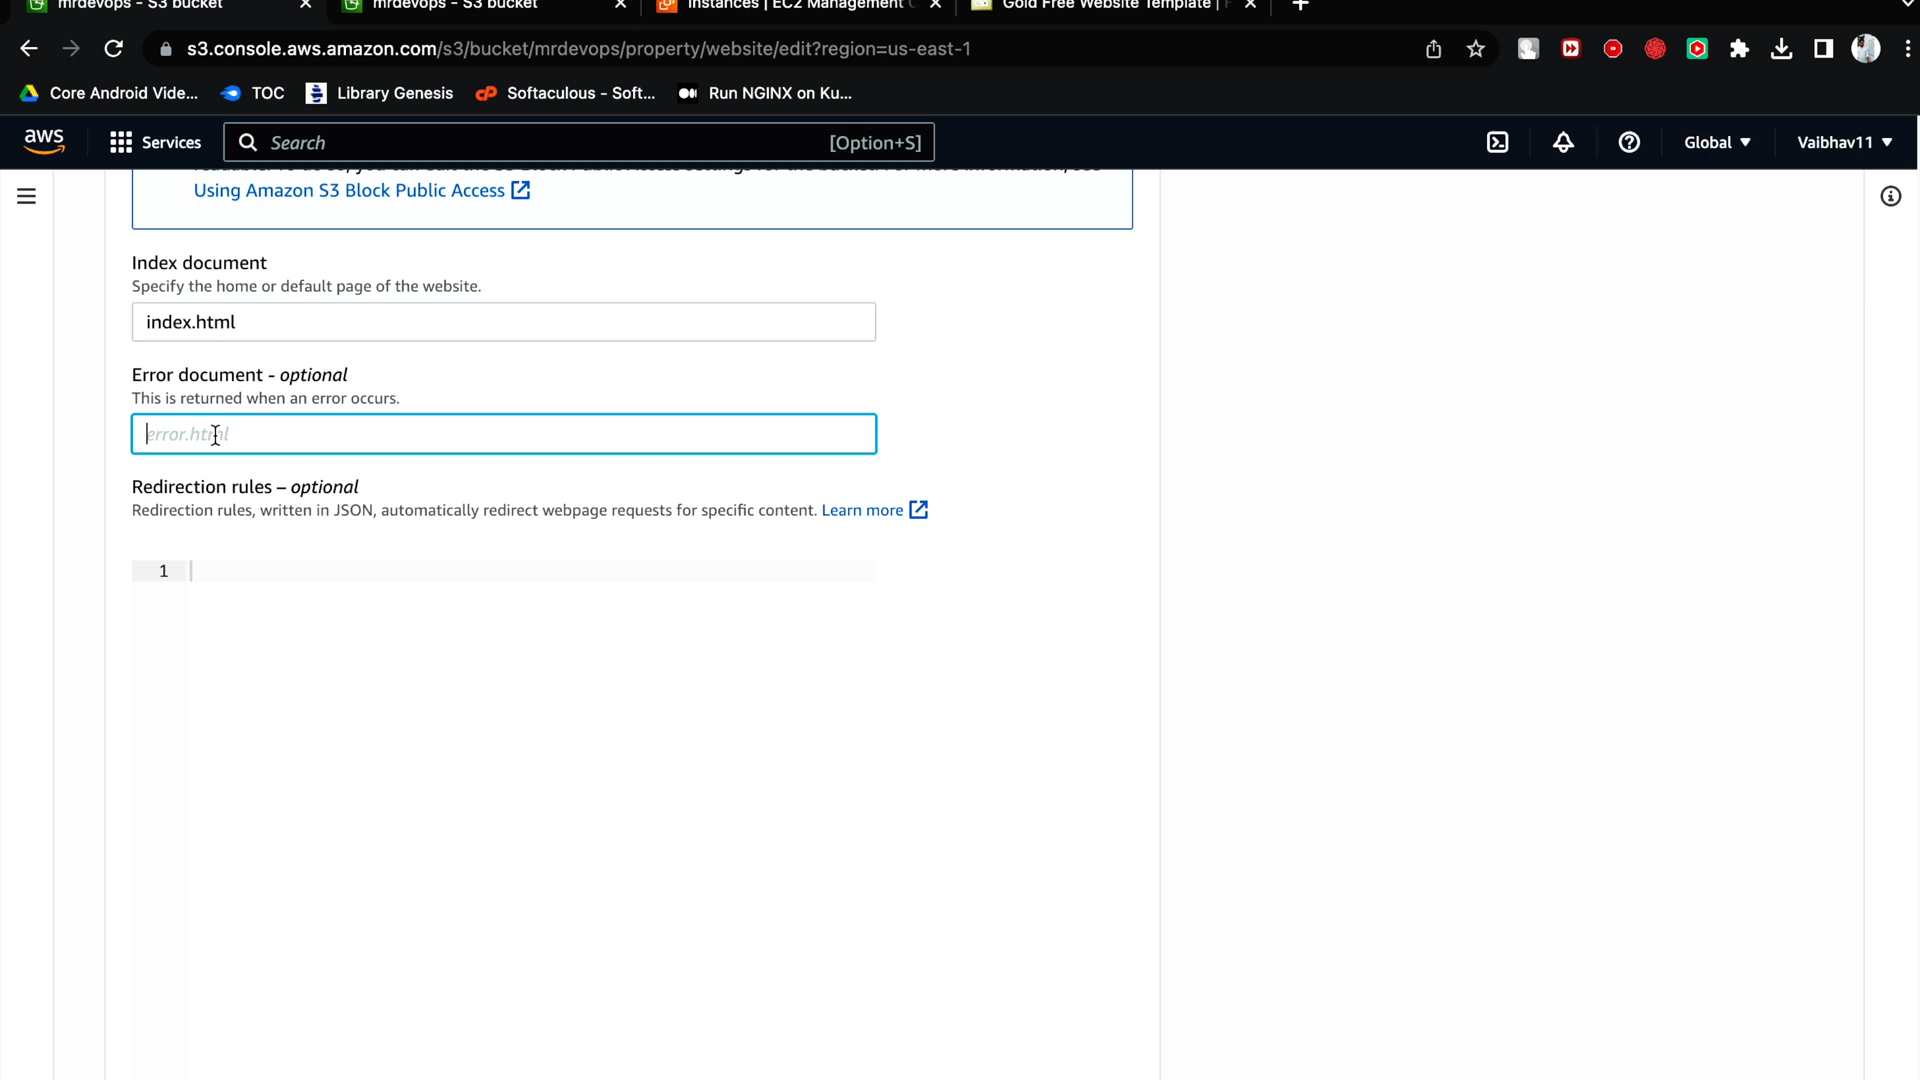 mrdevops - S3 bucket
mrdevops - S3 bucket
Instances | EC2 Management
Gold Free Website Template |
s3.console.aws.amazon.com/s3/bucket/mrdevops/property/website/edit?region=us-east-1
Core Android Vide...
TOC
Library Genesis
Softaculous - Soft...
Run NGINX on Ku...
aws
Services
Search
[Option+S]
Global
Vaibhav11
Using Amazon S3 Block Public Access
Index document
Specify the home or default page of the website.
index.html
Error document - optional
This is returned when an error occurs.
error.html
Redirection rules – optional
Redirection rules, written in JSON, automatically redirect webpage requests for specific content. Learn more
1